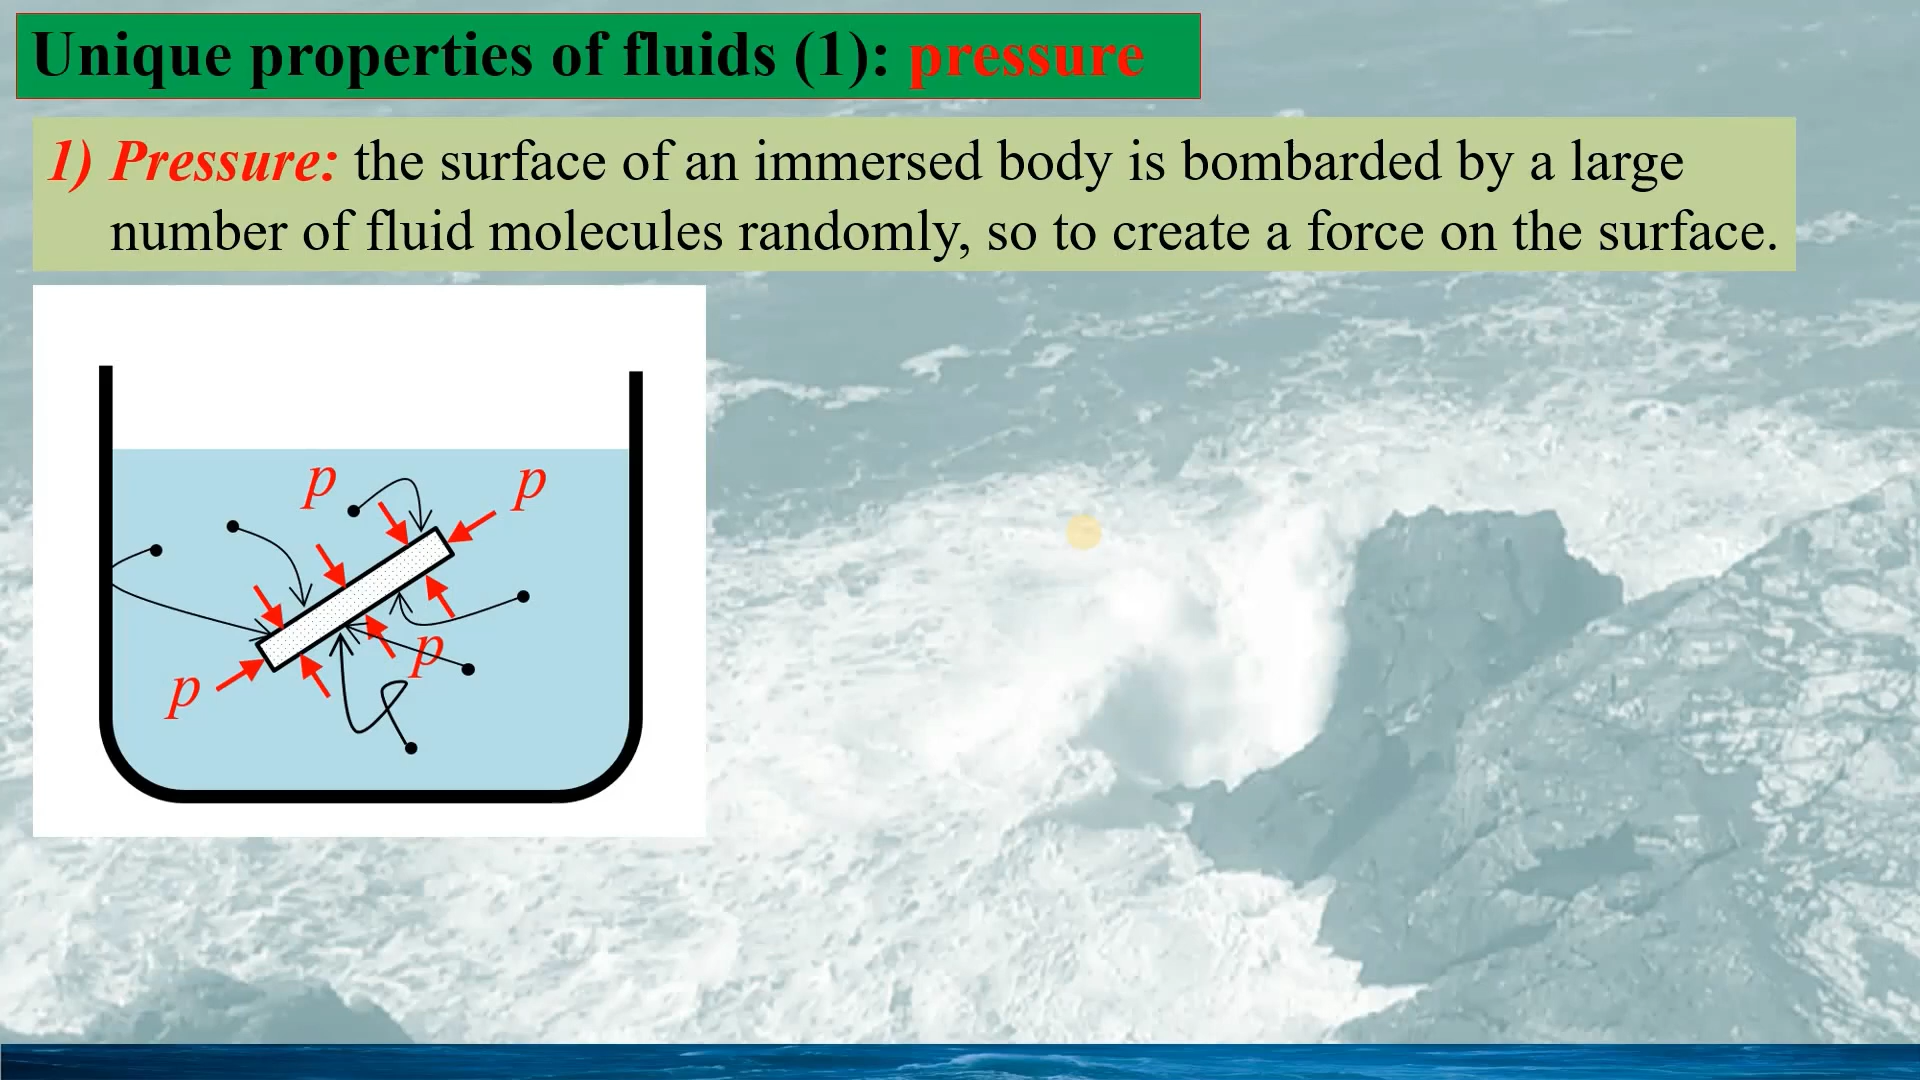 Unique properties of fluids (1): pressure
1) Pressure: the surface of an immersed body is bombarded by a large
number of fluid molecules randomly, so to create a force on the surface.
p
p
p
p